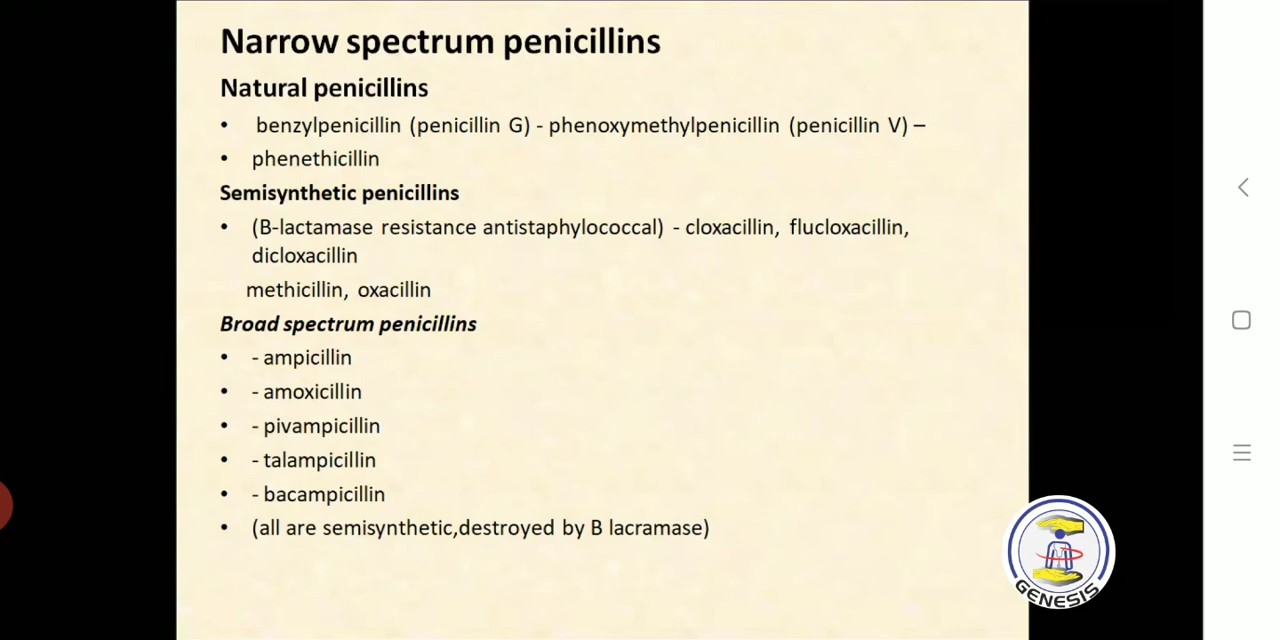 Narrow spectrum penicillins
Natural penicillins
• benzylpenicillin (penicillin G) - phenoxymethylpenicillin (penicillin V) –
• phenethicillin
Semisynthetic penicillins
• (B-lactamase resistance antistaphylococcal) - cloxacillin, flucloxacillin,
dicloxacillin
methicillin, oxacillin
Broad spectrum penicillins
• - ampicillin
• - amoxicillin
• - pivampicillin
• - talampicillin
• - bacampicillin
• (all are semisynthetic,destroyed by B lacramase)
GENESIS